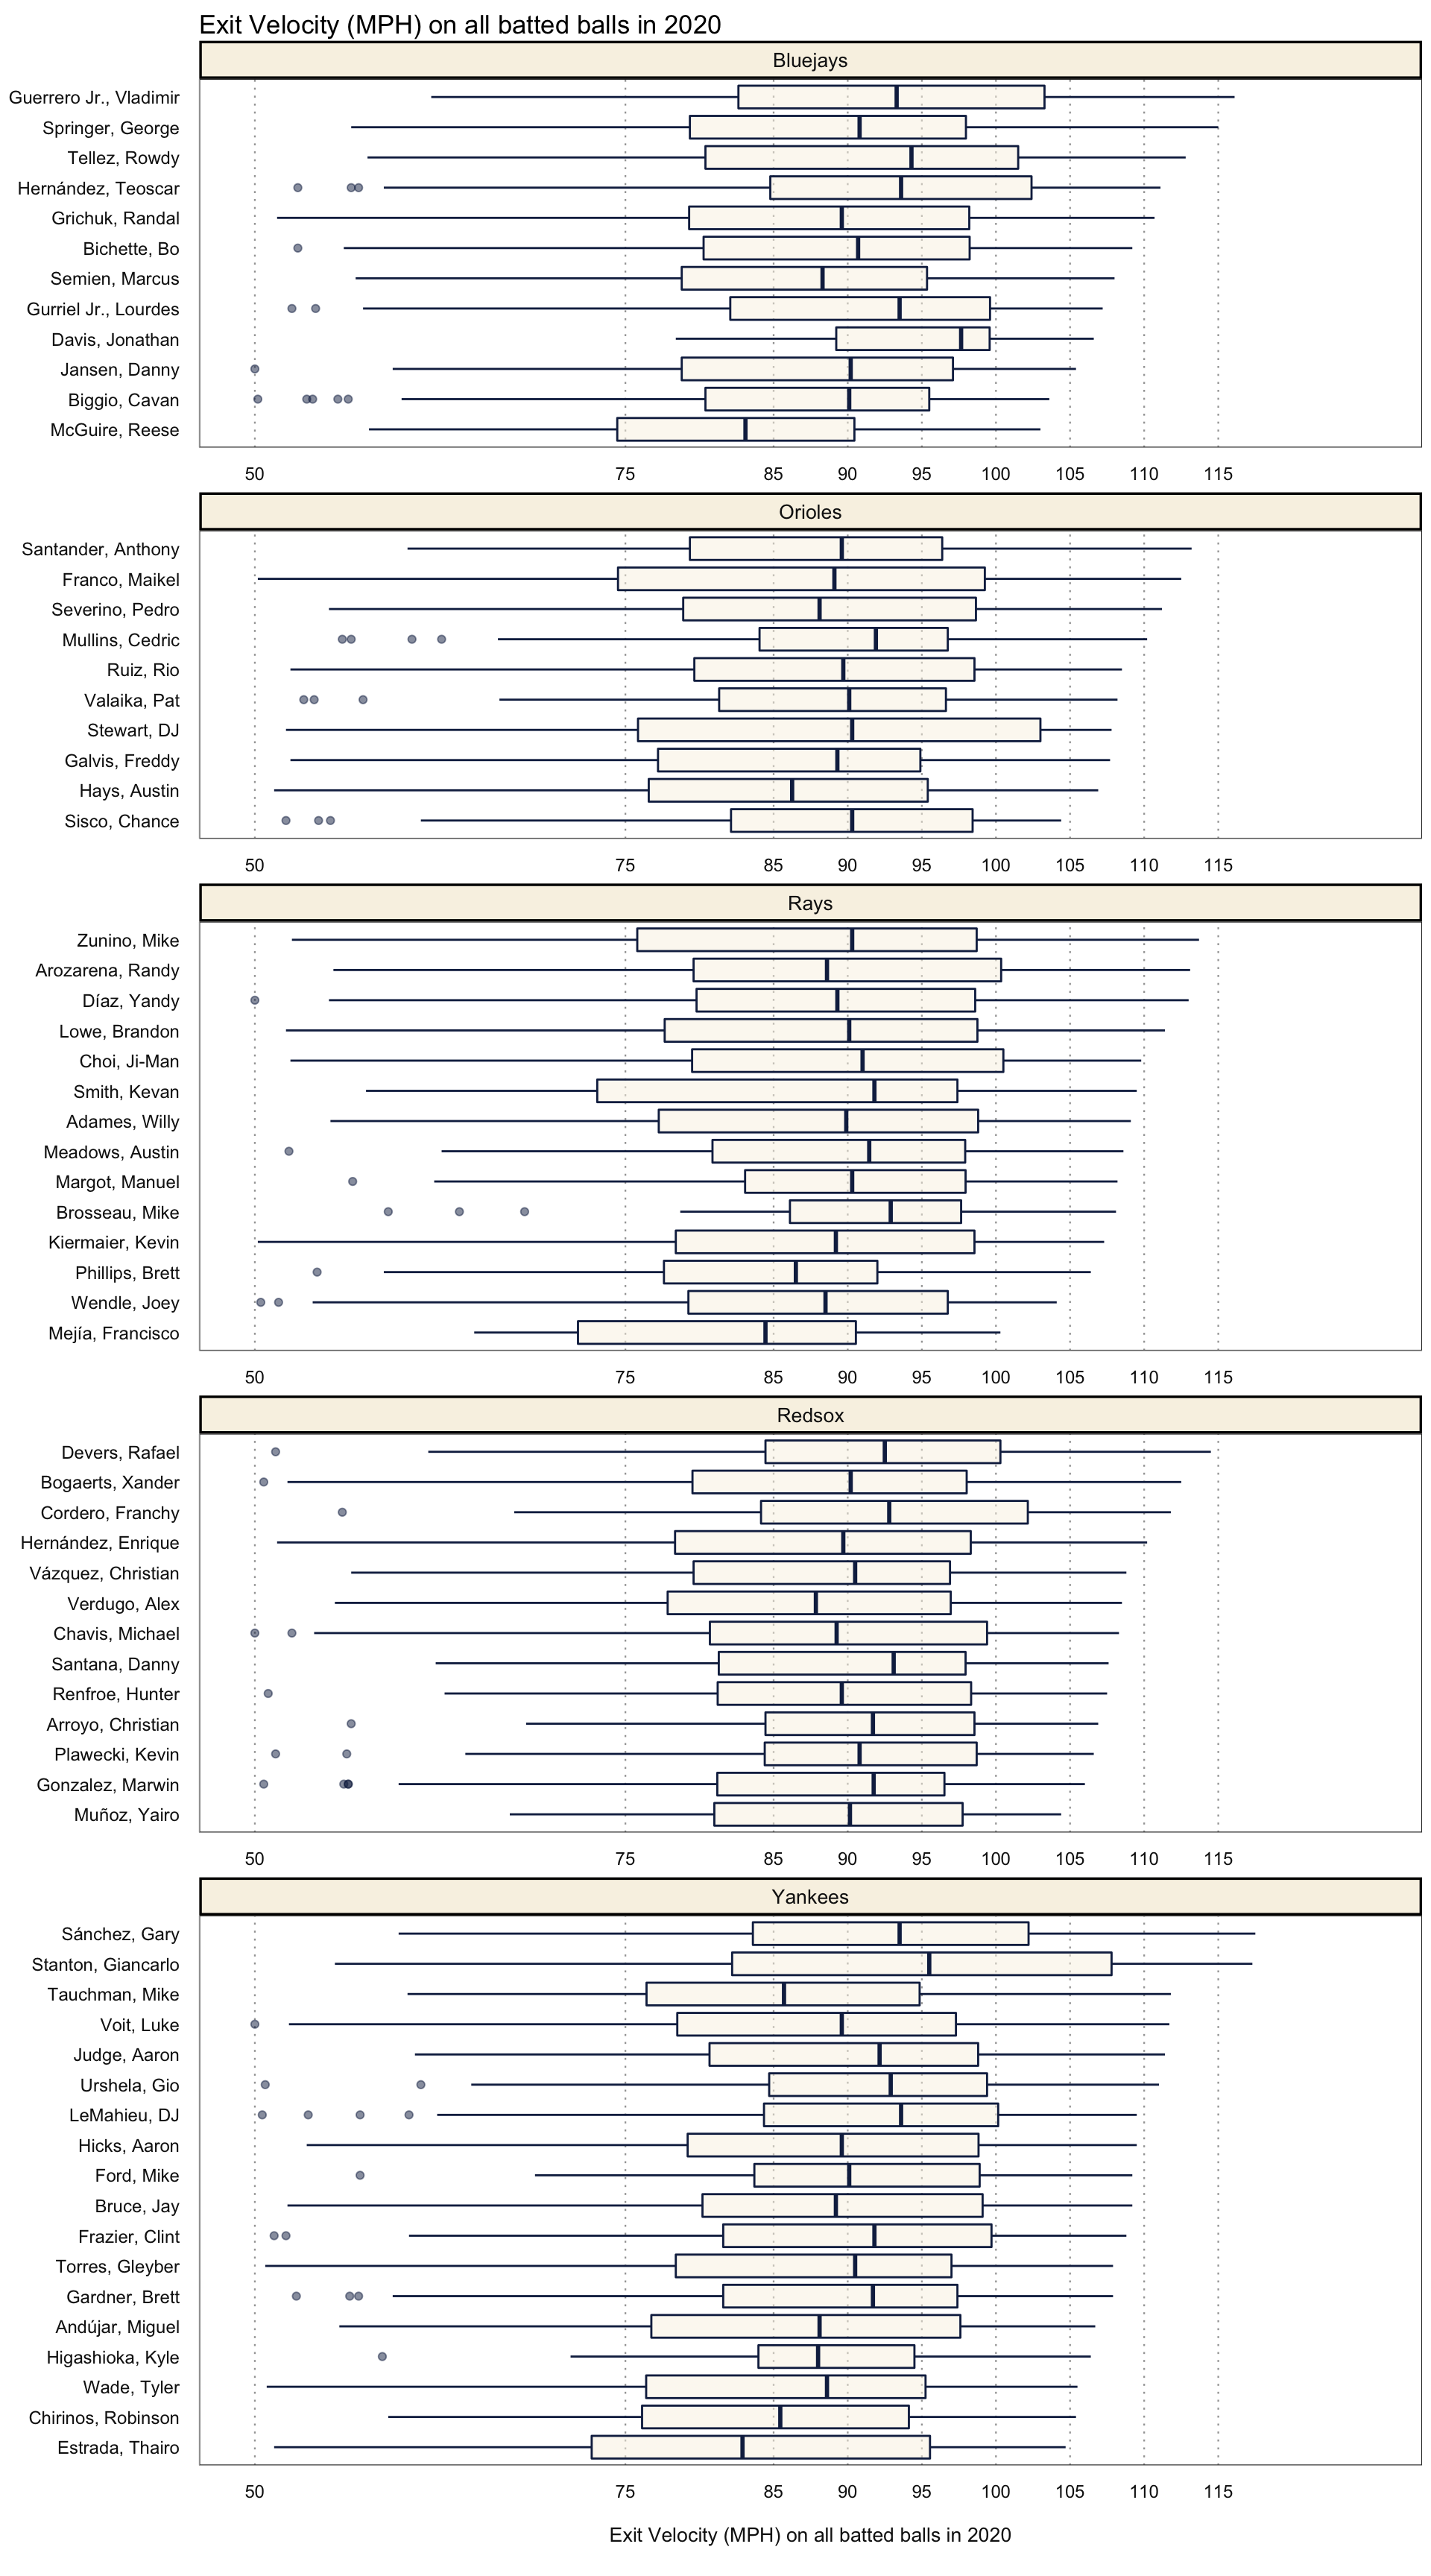 Exit Velocity (MPH) on all batted balls in 2020
Bluejays
Guerrero Jr., Vladimir
Springer, George
Tellez, Rowdy
Hernández, Teoscar
Grichuk, Randal
Bichette, Bo
Semien, Marcus
Gurriel Jr., Lourdes
Davis, Jonathan
Jansen, Danny
Biggio, Cavan
McGuire, Reese
50 75 85 90 95 100 105 110 115
Orioles
Santander, Anthony
Franco, Maikel
Severino, Pedro
Mullins, Cedric
Ruiz, Rio
Valaika, Pat
Stewart, DJ
Galvis, Freddy
Hays, Austin
Sisco, Chance
50 75 85 90 95 100 105 110 115
Rays
Zunino, Mike
Arozarena, Randy
Díaz, Yandy
Lowe, Brandon
Choi, Ji-Man
Smith, Kevan
Adames, Willy
Meadows, Austin
Margot, Manuel
Brosseau, Mike
Kiermaier, Kevin
Phillips, Brett
Wendle, Joey
Mejía, Francisco
50 75 85 90 95 100 105 110 115
Redsox
Devers, Rafael
Bogaerts, Xander
Cordero, Franchy
Hernández, Enrique
Vázquez, Christian
Verdugo, Alex
Chavis, Michael
Santana, Danny
Renfroe, Hunter
Arroyo, Christian
Plawecki, Kevin
Gonzalez, Marwin
Muñoz, Yairo
50 75 85 90 95 100 105 110 115
Yankees
Sánchez, Gary
Stanton, Giancarlo
Tauchman, Mike
Voit, Luke
Judge, Aaron
Urshela, Gio
LeMahieu, DJ
Hicks, Aaron
Ford, Mike
Bruce, Jay
Frazier, Clint
Torres, Gleyber
Gardner, Brett
Andújar, Miguel
Higashioka, Kyle
Wade, Tyler
Chirinos, Robinson
Estrada, Thairo
50 75 85 90 95 100 105 110 115
Exit Velocity (MPH) on all batted balls in 2020